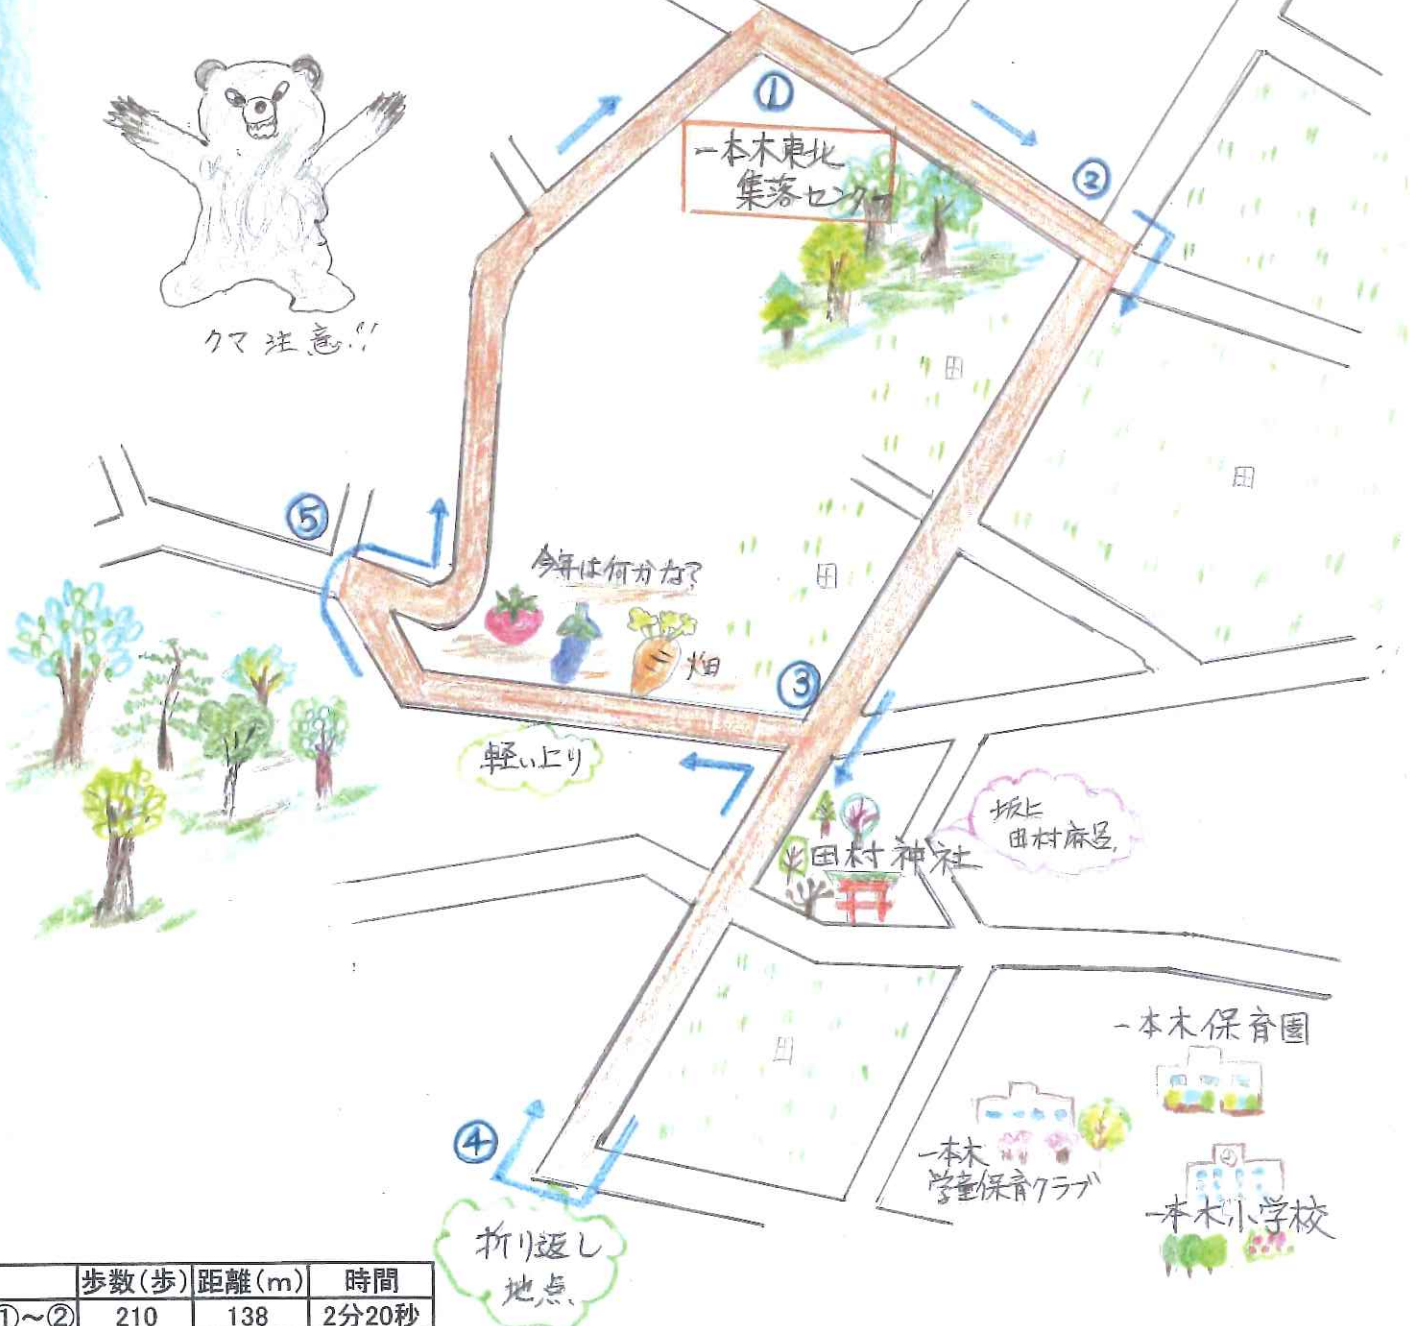 ①
一本木東北
集落センター
②
クマ 注意!!
田
田
⑤
今年は何かな?
田
畑
③
軽い上り
坂上
田村麻呂
田村神社
一本木保育園
田
④
一本木
学童保育クラブ
一本木小学校
折り返し
地点
歩数(歩) 距離(m) 時間
①~② 210 138 2分20秒